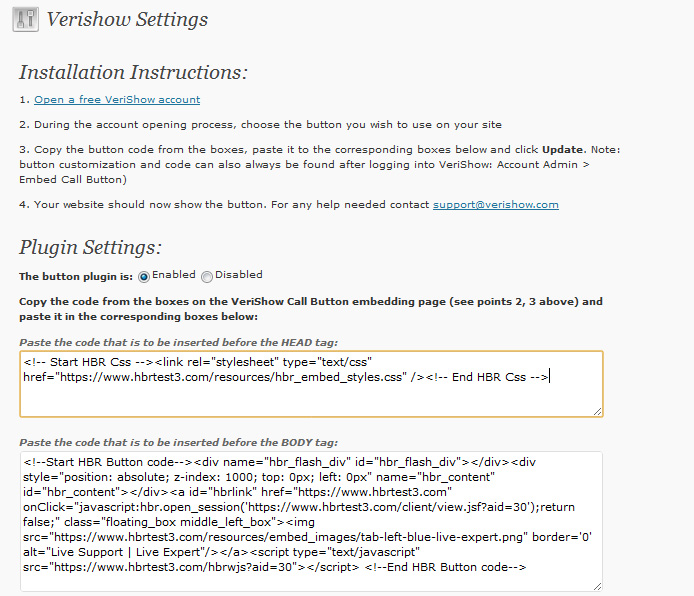 Verishow Settings
Installation Instructions:
1. Open a free VeriShow account
2. During the account opening process, choose the button you wish to use on your site
3. Copy the button code from the boxes, paste it to the corresponding boxes below and click Update. Note:
button customization and code can also always be found after logging into VeriShow: Account Admin >
Embed Call Button)
4. Your website should now show the button. For any help needed contact support@verishow.com
Plugin Settings:
The button plugin is: Enabled Disabled
Copy the code from the boxes on the VeriShow Call Button embedding page (see points 2, 3 above) and
paste it in the corresponding boxes below:
Paste the code that is to be inserted before the HEAD tag:
<!-- Start HBR Css --><link rel="stylesheet" type="text/css"
href="https://www.hbrtest3.com/resources/hbr_embed_styles.css" /><!-- End HBR Css -->
Paste the code that is to be inserted before the BODY tag:
<!--Start HBR Button code--><div name="hbr_flash_div" id="hbr_flash_div"></div><div
style="position: absolute; z-index: 1000; top: 0px; left: 0px" name="hbr_content"
id="hbr_content"></div><a id="hbrlink" href="https://www.hbrtest3.com"
onClick="javascript:hbr.open_session('https://www.hbrtest3.com/client/view.jsf?aid=30');return
false;" class="floating_box middle_left_box"><img
src="https://www.hbrtest3.com/resources/embed_images/tab-left-blue-live-expert.png" border='0'
alt="Live Support | Live Expert"/></a><script type="text/javascript"
src="https://www.hbrtest3.com/hbrwjs?aid=30"></script> <!--End HBR Button code-->